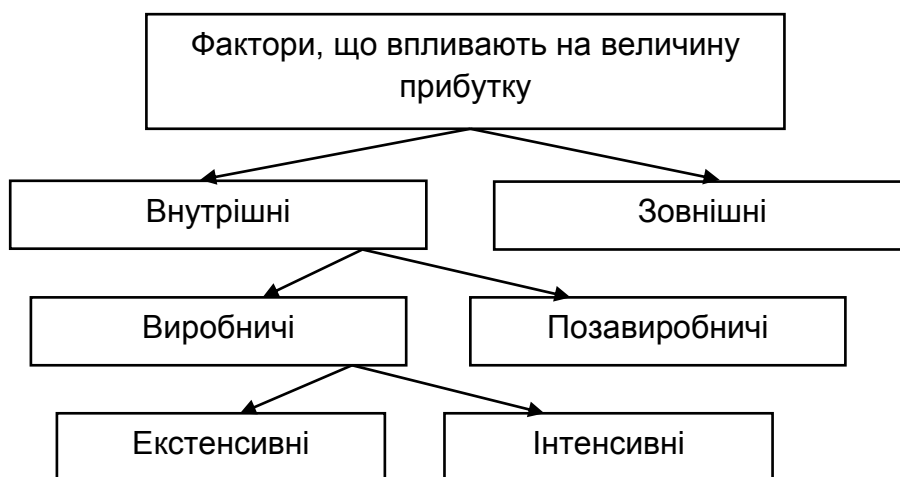 Фактори, що впливають на величину
прибутку
Внутрішні
Зовнішні
Виробничі
Позавиробничі
Екстенсивні
Інтенсивні